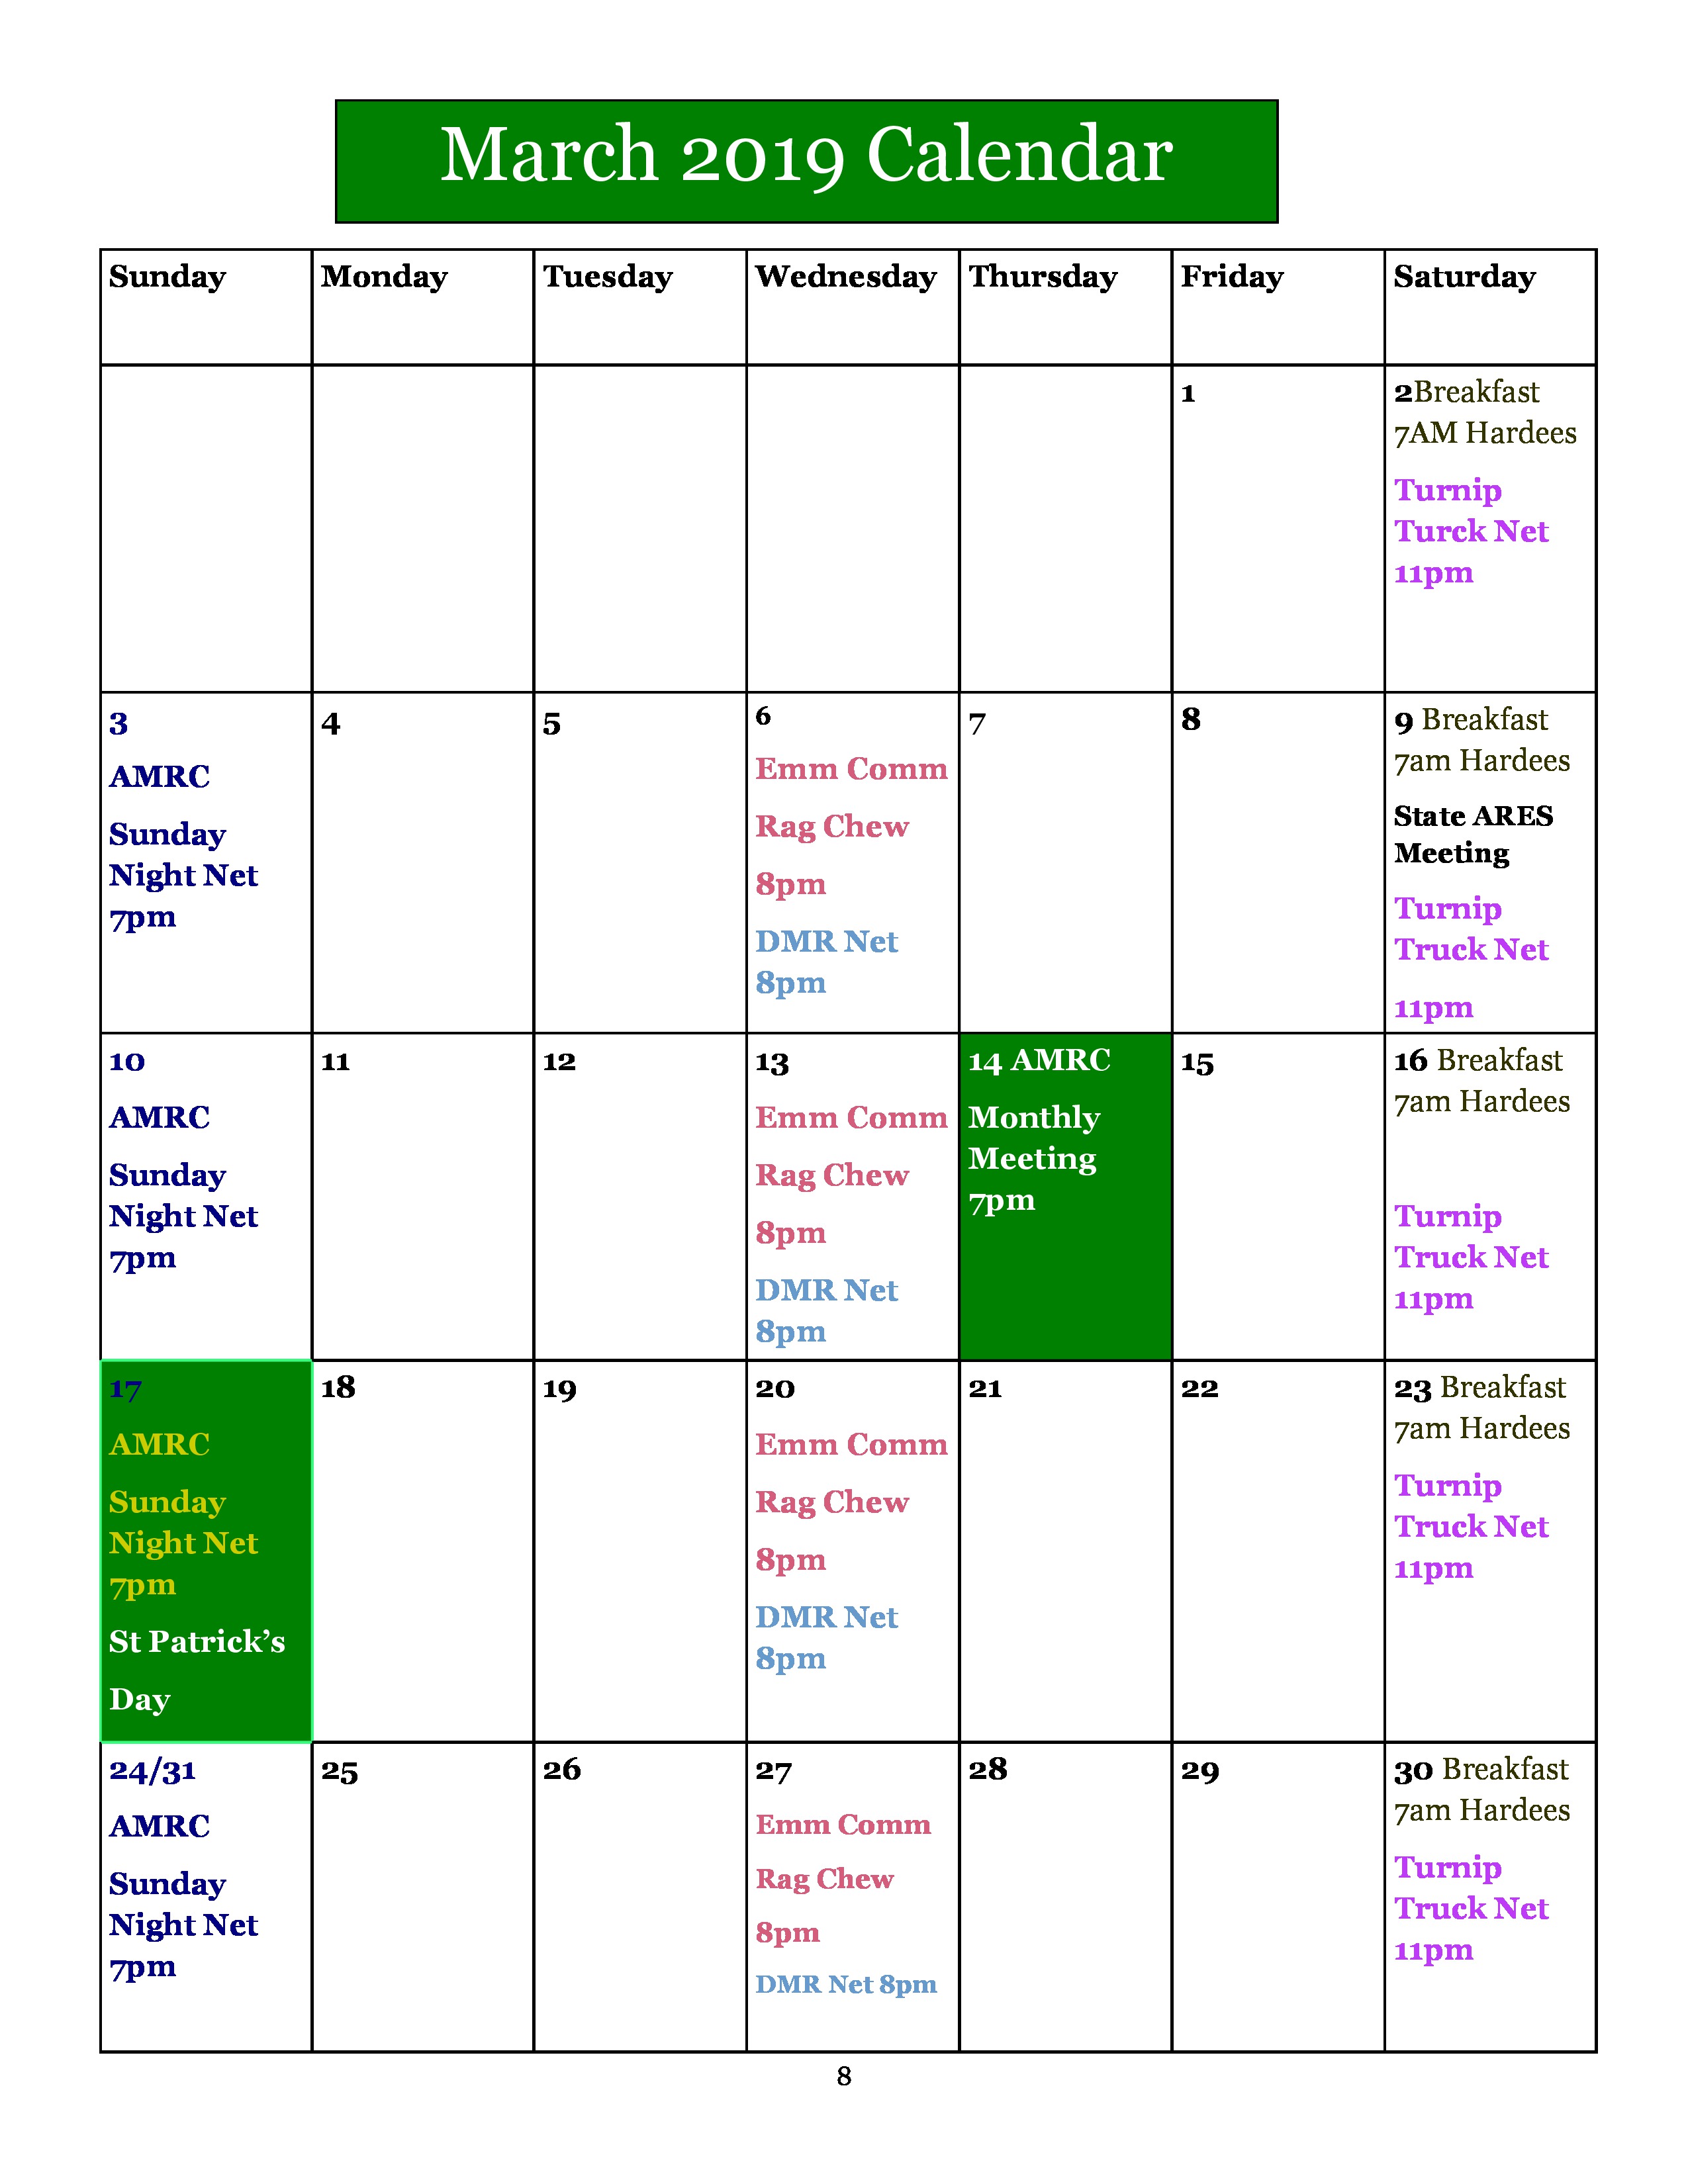 March 2019 Calendar
Sunday
Monday
Tuesday
Wednesday
Thursday
Friday
Saturday
1
2Breakfast
7AM Hardees
Turnip
Turck Net
11pm
3
AMRC
Sunday
Night Net
7pm
4
5
6
Emm Comm
Rag Chew
8pm
DMR Net
8pm
7
8
9 Breakfast
7am Hardees
State ARES
Meeting
Turnip
Truck Net
11pm
10
AMRC
Sunday
Night Net
7pm
11
12
13
Emm Comm
Rag Chew
8pm
DMR Net
8pm
14 AMRC
Monthly
Meeting
7pm
15
16 Breakfast
7am Hardees
Turnip
Truck Net
11pm
17
AMRC
Sunday
Night Net
7pm
St Patrick’s
Day
18
19
20
Emm Comm
Rag Chew
8pm
DMR Net
8pm
21
22
23 Breakfast
7am Hardees
Turnip
Truck Net
11pm
24/31
AMRC
Sunday
Night Net
7pm
25
26
27
Emm Comm
Rag Chew
8pm
DMR Net 8pm
28
29
30 Breakfast
7am Hardees
Turnip
Truck Net
11pm
8